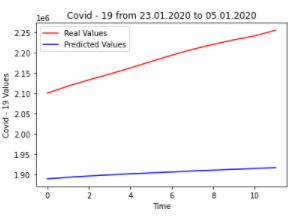 Covid - 19 from 23.01.2020 to 05.01.2020
1e6
Real Values
Predicted Values
2.25
2.20
2.15
2.10
2.05
2.00
1.95
1.90
Covid - 19 Values
0 2 4 6 8 10
Time